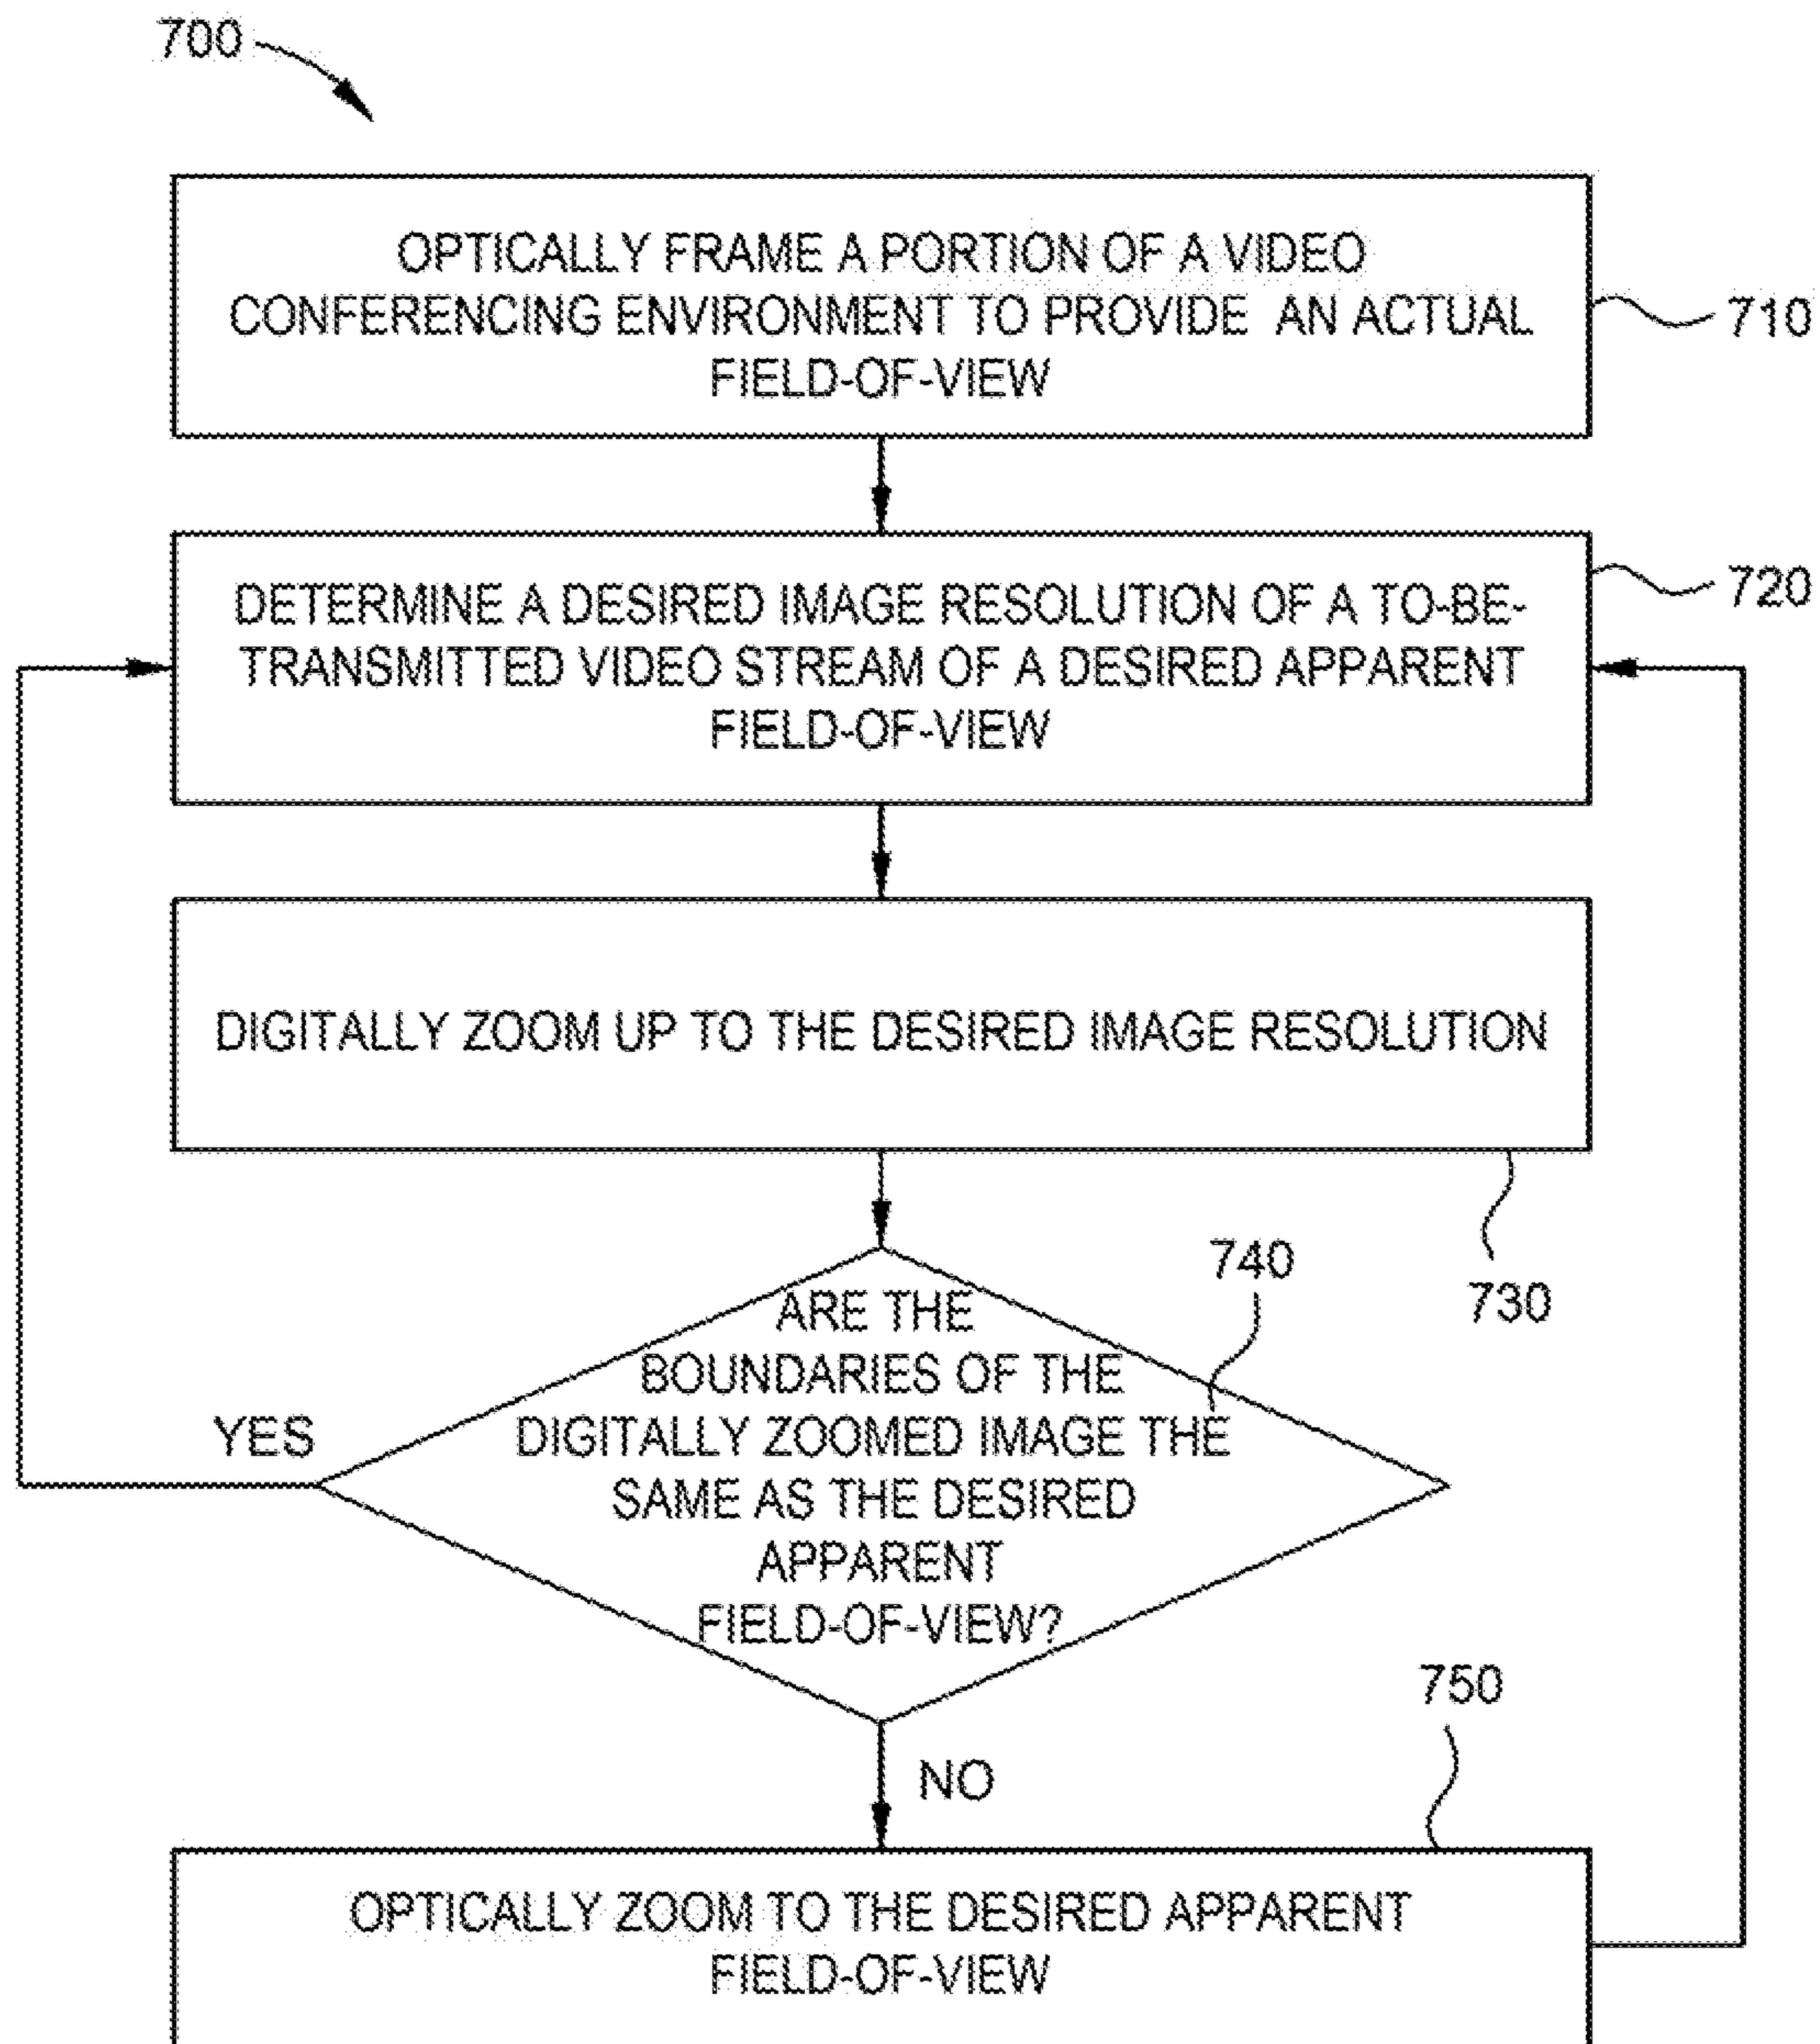 700
OPTICALLY FRAME A PORTION OF A VIDEO
CONFERENCING ENVIRONMENT TO PROVIDE AN ACTUAL
FIELD-OF-VIEW
710
DETERMINE A DESIRED IMAGE RESOLUTION OF A TO-BE-
TRANSMITTED VIDEO STREAM OF A DESIRED APPARENT
FIELD-OF-VIEW
720
DIGITALLY ZOOM UP TO THE DESIRED IMAGE RESOLUTION
730
740
ARE THE
BOUNDARIES OF THE
DIGITALLY ZOOMED IMAGE THE
SAME AS THE DESIRED
APPARENT
FIELD-OF-VIEW?
YES
NO
750
OPTICALLY ZOOM TO THE DESIRED APPARENT
FIELD-OF-VIEW